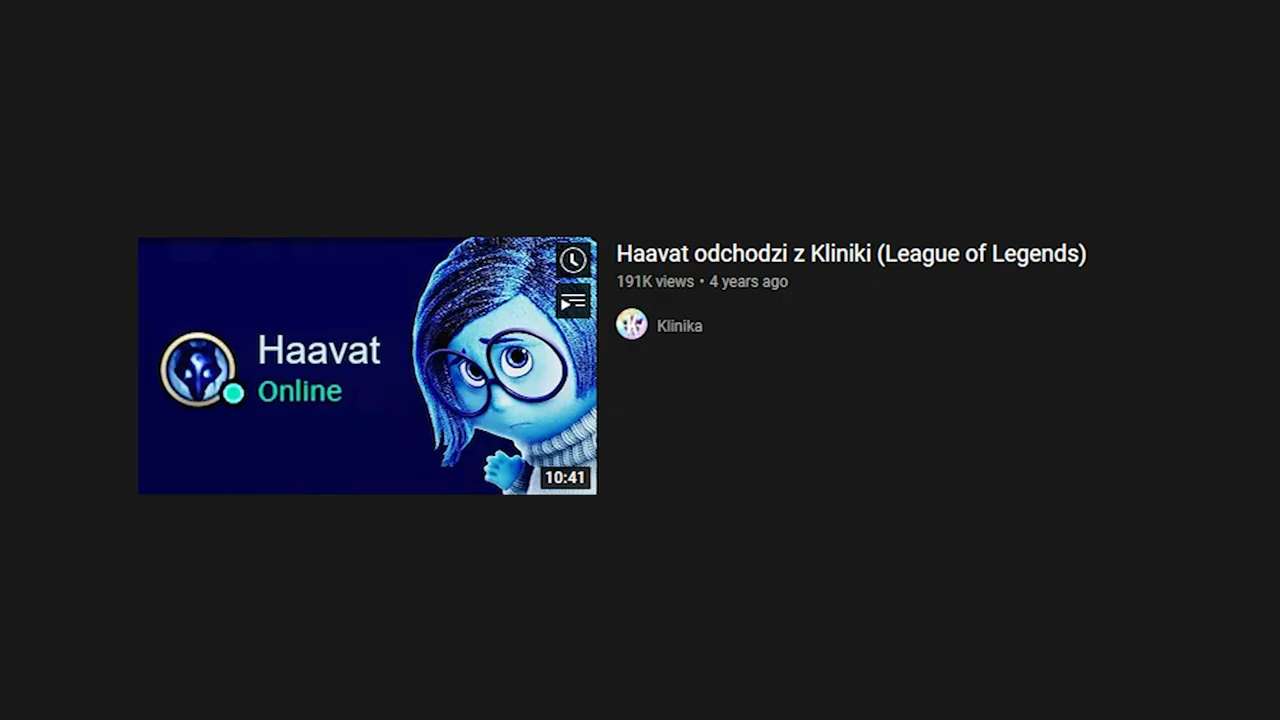 Haavat
Online
10:41
Haavat odchodzi z Kliniki (League of Legends)
191K views • 4 years ago
Klinika